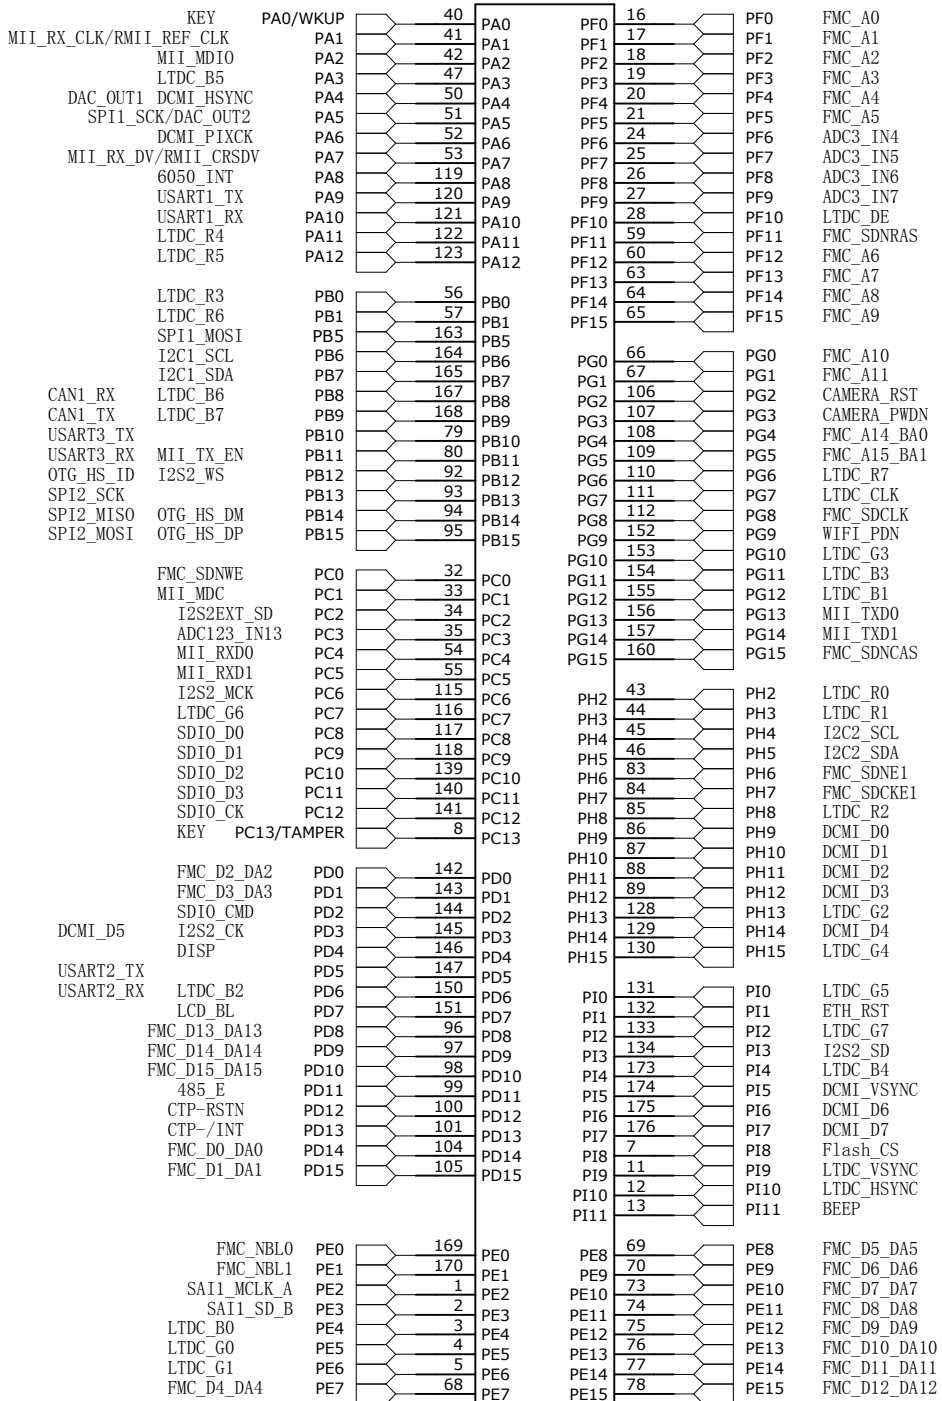 KEY PA0/WKUP 40 PA0 PF0 16 PF0 FMC_A0
MII_RX_CLK/RMII_REF_CLK PA1 41 PA1 PF1 17 PF1 FMC_A1
MII_MDIO PA2 42 PA2 PF2 18 PF2 FMC_A2
LTDC_B5 PA3 47 PA3 PF3 19 PF3 FMC_A3
DAC_OUT1 DCMI_HSYNC PA4 50 PA4 PF4 20 PF4 FMC_A4
SPI1_SCK/DAC_OUT2 PA5 51 PA5 PF5 21 PF5 FMC_A5
DCMI_PIXCK PA6 52 PA6 PF6 24 PF6 ADC3_IN4
MII_RX_DV/RMII_CRSDV PA7 53 PA7 PF7 25 PF7 ADC3_IN5
6050_INT PA8 119 PA8 PF8 26 PF8 ADC3_IN6
USART1_TX PA9 120 PA9 PF9 27 PF9 ADC3_IN7
USART1_RX PA10 121 PA10 PF10 28 PF10 LTDC_DE
LTDC_R4 PA11 122 PA11 PF11 59 PF11 FMC_SDNRAS
LTDC_R5 PA12 123 PA12 PF12 60 PF12 FMC_A6
PF13 63 PF13 FMC_A7
LTDC_R3 PB0 56 PB0 PF14 64 PF14 FMC_A8
LTDC_R6 PB1 57 PB1 PF15 65 PF15 FMC_A9
SPI1_MOSI PB5 163 PB5
I2C1_SCL PB6 164 PB6 PG0 66 PG0 FMC_A10
I2C1_SDA PB7 165 PB7 PG1 67 PG1 FMC_A11
CAN1_RX LTDC_B6 PB8 167 PB8 PG2 106 PG2 CAMERA_RST
CAN1_TX LTDC_B7 PB9 168 PB9 PG3 107 PG3 CAMERA_PWDN
USART3_TX PB10 79 PB10 PG4 108 PG4 FMC_A14_BA0
USART3_RX MII_TX_EN PB11 80 PB11 PG5 109 PG5 FMC_A15_BA1
OTG_HS_ID I2S2_WS PB12 92 PB12 PG6 110 PG6 LTDC_R7
SPI2_SCK PB13 93 PB13 PG7 111 PG7 LTDC_CLK
SPI2_MISO OTG_HS_DM PB14 94 PB14 PG8 112 PG8 FMC_SDCLK
SPI2_MOSI OTG_HS_DP PB15 95 PB15 PG9 152 PG9 WIFI_PDN
PG10 153 PG10 LTDC_G3
FMC_SDNWE PC0 32 PC0 PG11 154 PG11 LTDC_B3
MII_MDC PC1 33 PC1 PG12 155 PG12 LTDC_B1
I2S2EXT_SD PC2 34 PC2 PG13 156 PG13 MII_TXD0
ADC123_IN13 PC3 35 PC3 PG14 157 PG14 MII_TXD1
MII_RXD0 PC4 54 PC4 PG15 160 PG15 FMC_SDNCAS
MII_RXD1 PC5 55 PC5
I2S2_MCK PC6 115 PC6 PH2 43 PH2 LTDC_R0
LTDC_G6 PC7 116 PC7 PH3 44 PH3 LTDC_R1
SDIO_D0 PC8 117 PC8 PH4 45 PH4 I2C2_SCL
SDIO_D1 PC9 118 PC9 PH5 46 PH5 I2C2_SDA
SDIO_D2 PC10 139 PC10 PH6 83 PH6 FMC_SDNE1
SDIO_D3 PC11 140 PC11 PH7 84 PH7 FMC_SDCKE1
SDIO_CK PC12 141 PC12 PH8 85 PH8 LTDC_R2
KEY PC13/TAMPER 8 PC13 PH9 86 PH9 DCMI_D0
PH10 87 PH10 DCMI_D1
FMC_D2_DA2 PD0 142 PD0 PH11 88 PH11 DCMI_D2
FMC_D3_DA3 PD1 143 PD1 PH12 89 PH12 DCMI_D3
SDIO_CMD PD2 144 PD2 PH13 128 PH13 LTDC_G2
DCMI_D5 I2S2_CK PD3 145 PD3 PH14 129 PH14 DCMI_D4
DISP PD4 146 PD4 PH15 130 PH15 LTDC_G4
USART2_TX PD5 147 PD5
USART2_RX LTDC_B2 PD6 150 PD6 PI0 131 PI0 LTDC_G5
LCD_BL PD7 151 PD7 PI1 132 PI1 ETH_RST
FMC_D13_DA13 PD8 96 PD8 PI2 133 PI2 LTDC_G7
FMC_D14_DA14 PD9 97 PD9 PI3 134 PI3 I2S2_SD
FMC_D15_DA15 PD10 98 PD10 PI4 173 PI4 LTDC_B4
485_E PD11 99 PD11 PI5 174 PI5 DCMI_VSYNC
CTP-RSTN PD12 100 PD12 PI6 175 PI6 DCMI_D6
CTP-/INT PD13 101 PD13 PI7 176 PI7 DCMI_D7
FMC_D0_DA0 PD14 104 PD14 PI8 7 PI8 Flash_CS
FMC_D1_DA1 PD15 105 PD15 PI9 11 PI9 LTDC_VSYNC
PI10 12 PI10 LTDC_HSYNC
PI11 13 PI11 BEEP
FMC_NBL0 PE0 169 PE0 PE8 69 PE8 FMC_D5_DA5
FMC_NBL1 PE1 170 PE1 PE9 70 PE9 FMC_D6_DA6
SAI1_MCLK_A PE2 1 PE2 PE10 73 PE10 FMC_D7_DA7
SAI1_SD_B PE3 2 PE3 PE11 74 PE11 FMC_D8_DA8
LTDC_B0 PE4 3 PE4 PE12 75 PE12 FMC_D9_DA9
LTDC_G0 PE5 4 PE5 PE13 76 PE13 FMC_D10_DA10
LTDC_G1 PE6 5 PE6 PE14 77 PE14 FMC_D11_DA11
FMC_D4_DA4 PE7 68 PE7 PE15 78 PE15 FMC_D12_DA12